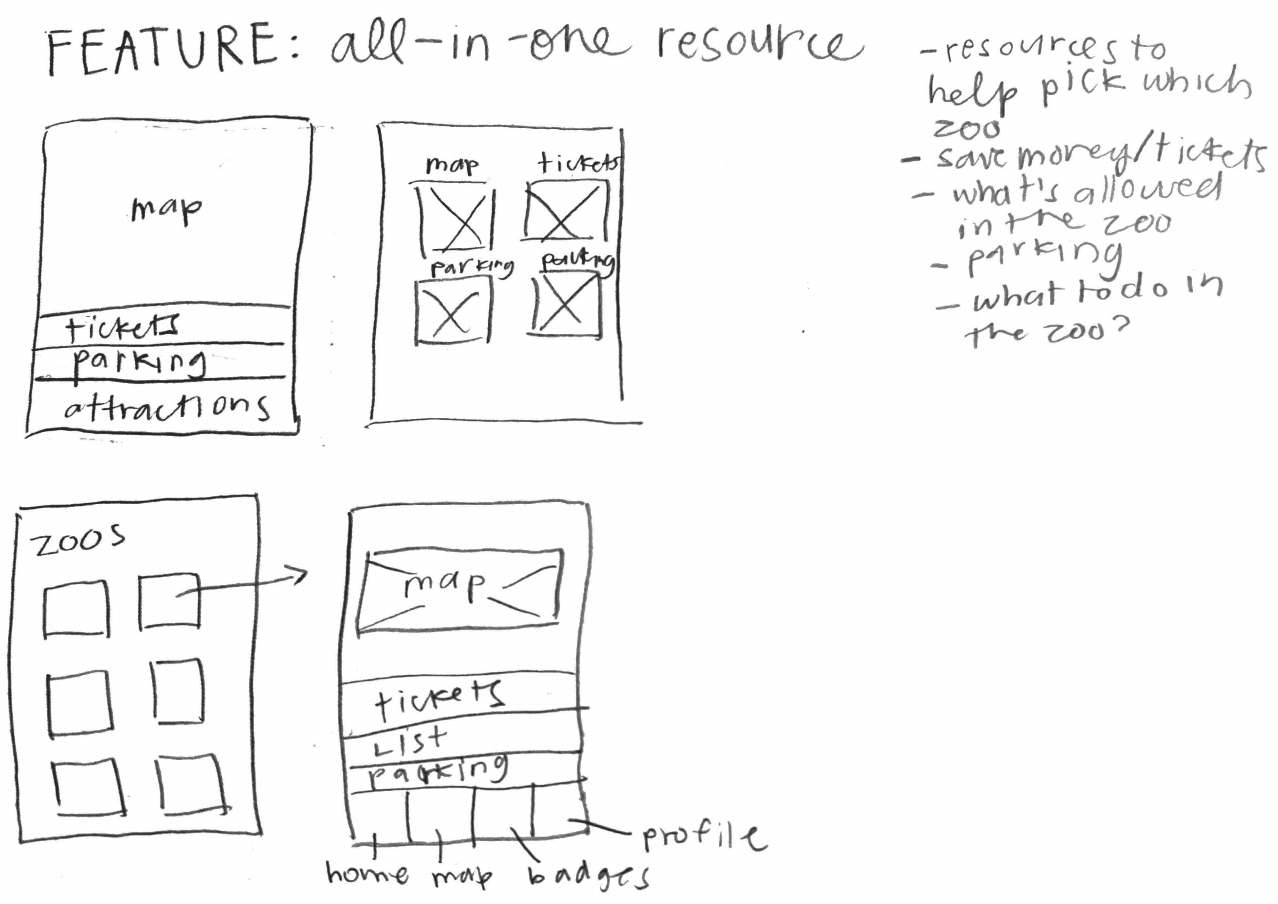 FEATURE: all-in-one resource
- resources to
help pick which
zoo
- save money/tickets
- what's allowed
in the zoo
- parking
- what to do in
the zoo?
map
tickets
parking
attractions
map tickets
parking parking
zoos
map
tickets
List
parking
profile
home map badges